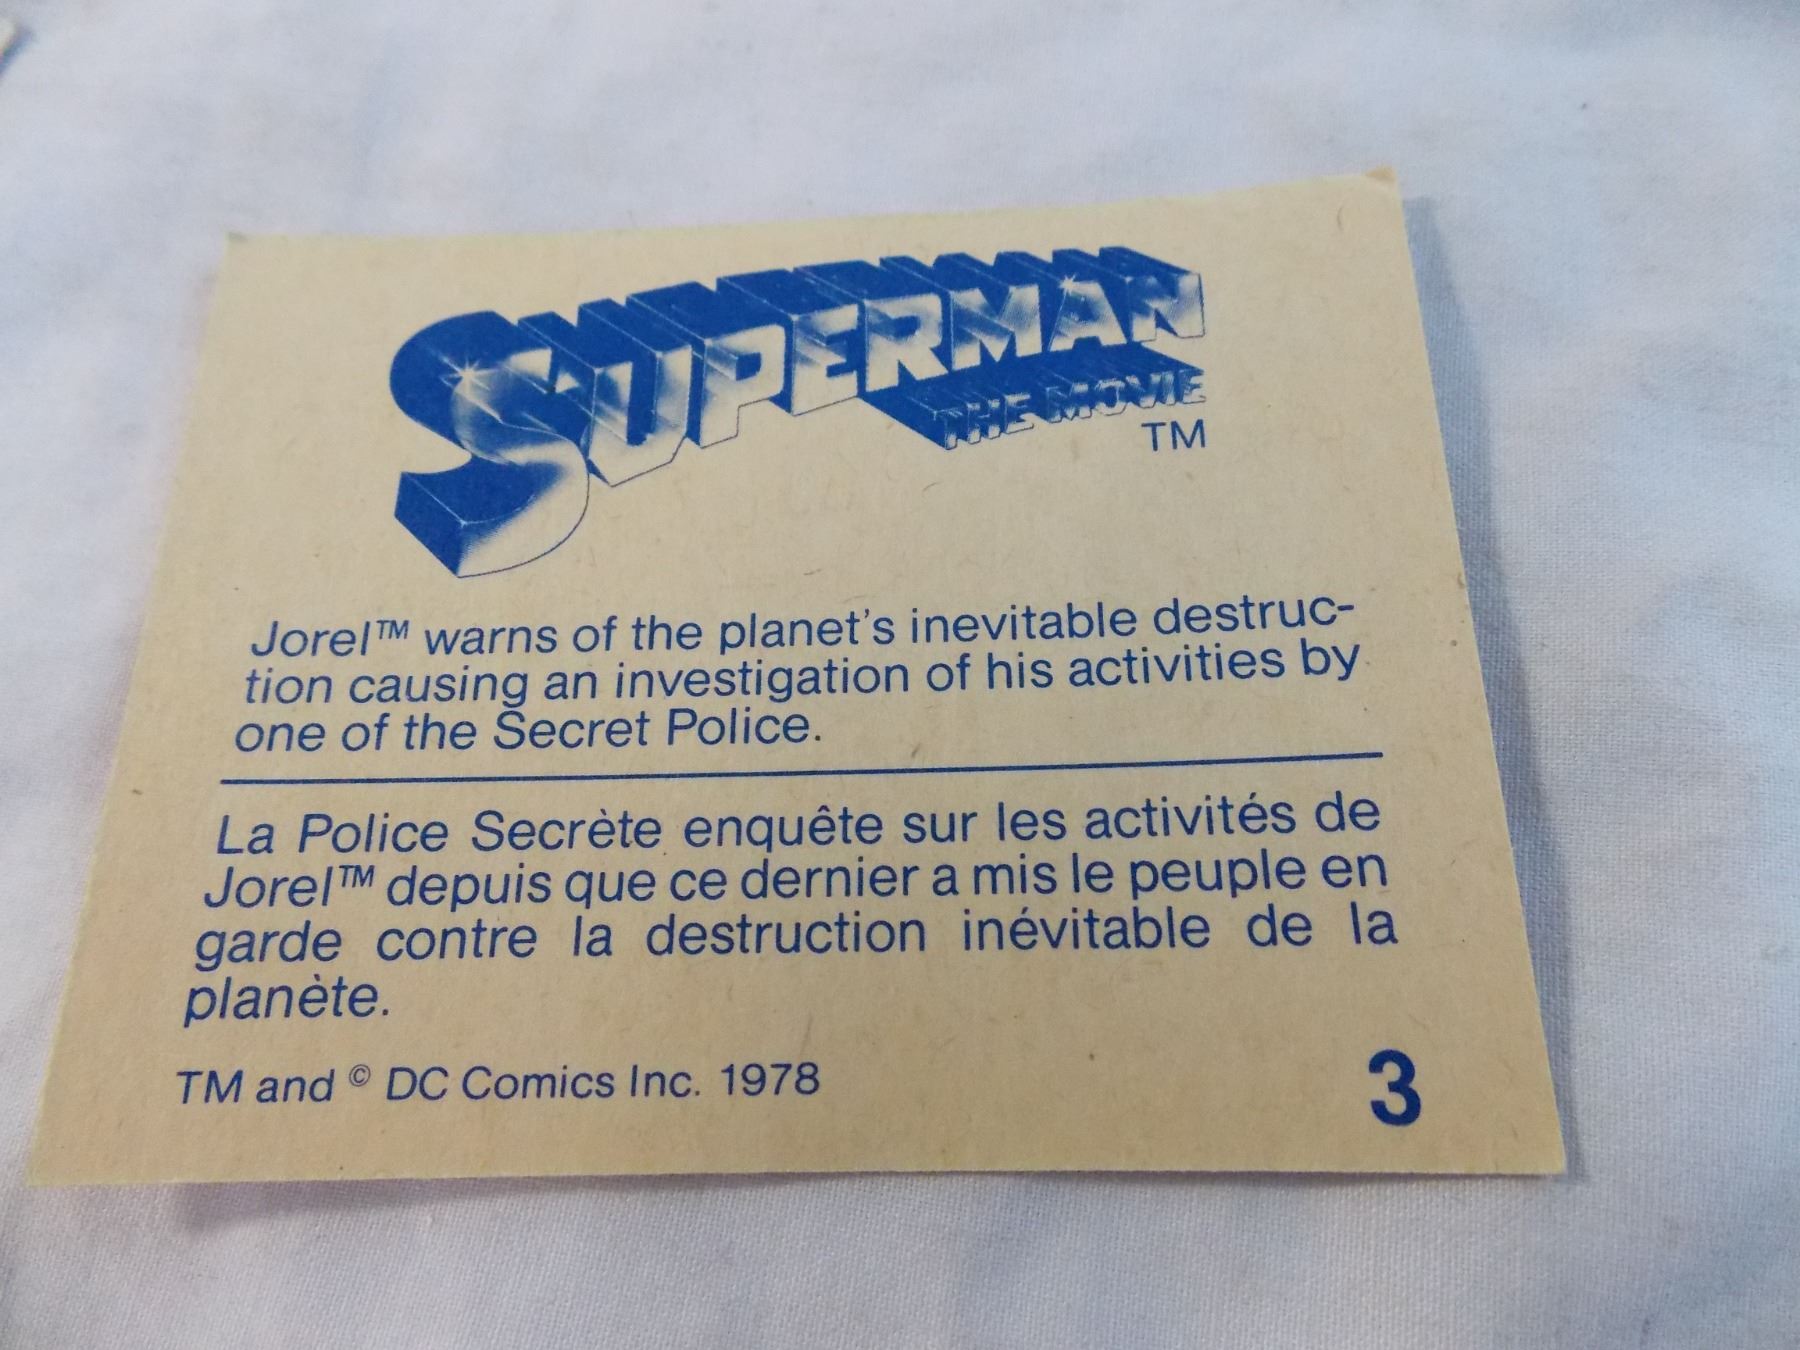 SUPERMAN
THE MOVIE
TM
Jorel™ warns of the planet's inevitable destruc-
tion causing an investigation of his activities by
one of the Secret Police.
La Police Secrète enquête sur les activités de
Jorel™ depuis que ce dernier a mis le peuple en
garde contre la destruction inévitable de la
planète.
TM and © DC Comics Inc. 1978
3